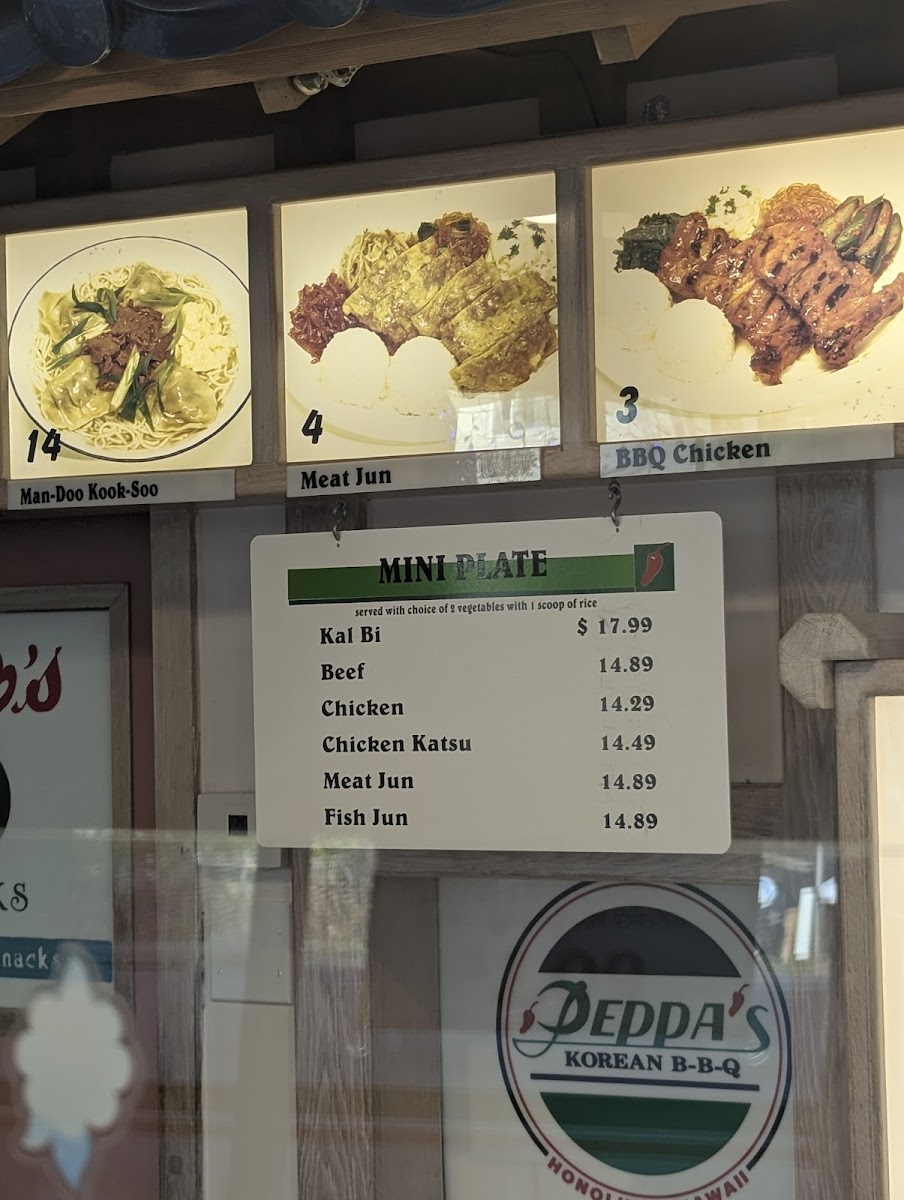 14
Man-Doo Kook-Soo
4
Meat Jun
3
BBQ Chicken
MINI PLATE
served with choice of 2 vegetables with 1 scoop of rice
Kal Bi $ 17.99
Beef 14.89
Chicken 14.29
Chicken Katsu 14.49
Meat Jun 14.89
Fish Jun 14.89
nacks
PEPPA'S
KOREAN B-B-Q